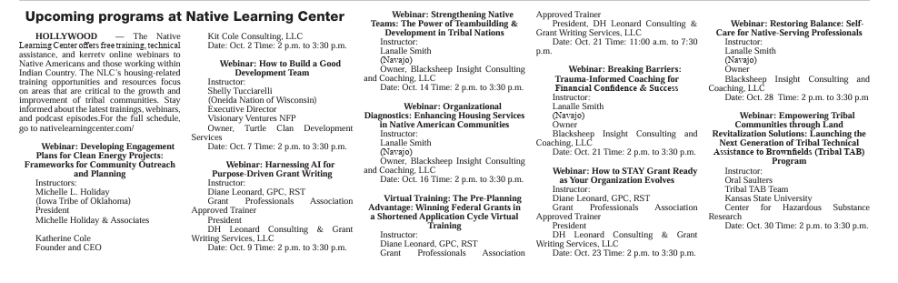 Upcoming programs at Native Learning Center
HOLLYWOOD — The Native
Learning Center offers free training, technical
assistance, and kerretv online webinars to
Native Americans and those working within
Indian Country. The NLC's housing-related
training opportunities and resources focus
on areas that are critical to the growth and
improvement of tribal communities. Stay
informed about the latest trainings, webinars,
and podcast episodes.For the full schedule,
go to nativelearningcenter.com/
Webinar: Developing Engagement
Plans for Clean Energy Projects:
Frameworks for Community Outreach
and Planning
Instructors:
Michelle L. Holiday
(Iowa Tribe of Oklahoma)
President
Michelle Holiday & Associates
Katherine Cole
Founder and CEO
Kit Cole Consulting, LLC
Date: Oct. 2 Time: 2 p.m. to 3:30 p.m.
Webinar: How to Build a Good
Development Team
Instructor:
Shelly Tucciarelli
(Oneida Nation of Wisconsin)
Executive Director
Visionary Ventures NFP
Owner, Turtle Clan Development
Services
Date: Oct. 7 Time: 2 p.m. to 3:30 p.m.
Webinar: Harnessing AI for
Purpose-Driven Grant Writing
Instructor:
Diane Leonard, GPC, RST
Grant Professionals Association
Approved Trainer
President
DH Leonard Consulting & Grant
Writing Services, LLC
Date: Oct. 9 Time: 2 p.m. to 3:30 p.m.
Webinar: Strengthening Native
Teams: The Power of Teambuilding &
Development in Tribal Nations
Instructor:
Lanalle Smith
(Navajo)
Owner, Blacksheep Insight Consulting
and Coaching, LLC
Date: Oct. 14 Time: 2 p.m. to 3:30 p.m.
Webinar: Organizational
Diagnostics: Enhancing Housing Services
in Native American Communities
Instructor:
Lanalle Smith
(Navajo)
Owner, Blacksheep Insight Consulting
and Coaching, LLC
Date: Oct. 16 Time: 2 p.m. to 3:30 p.m.
Virtual Training: The Pre-Planning
Advantage: Winning Federal Grants in
a Shortened Application Cycle Virtual
Training
Instructor:
Diane Leonard, GPC, RST
Grant Professionals Association
Approved Trainer
President, DH Leonard Consulting &
Grant Writing Services, LLC
Date: Oct. 21 Time: 11:00 a.m. to 7:30
p.m.
Webinar: Breaking Barriers:
Trauma-Informed Coaching for
Financial Confidence & Success
Instructor:
Lanalle Smith
(Navajo)
Owner
Blacksheep Insight Consulting and
Coaching, LLC
Date: Oct. 21 Time: 2 p.m. to 3:30 p.m.
Webinar: How to STAY Grant Ready
as Your Organization Evolves
Instructor:
Diane Leonard, GPC, RST
Grant Professionals Association
Approved Trainer
President
DH Leonard Consulting & Grant
Writing Services, LLC
Date: Oct. 23 Time: 2 p.m. to 3:30 p.m.
Webinar: Restoring Balance: Self-
Care for Native-Serving Professionals
Instructor:
Lanalle Smith
(Navajo)
Owner
Blacksheep Insight Consulting and
Coaching, LLC
Date: Oct. 28 Time: 2 p.m. to 3:30 p.m
Webinar: Empowering Tribal
Communities through Land
Revitalization Solutions: Launching the
Next Generation of Tribal Technical
Assistance to Brownfields (Tribal TAB)
Program
Instructor:
Oral Saulters
Tribal TAB Team
Kansas State University
Center for Hazardous Substance
Research
Date: Oct. 30 Time: 2 p.m. to 3:30 p.m.